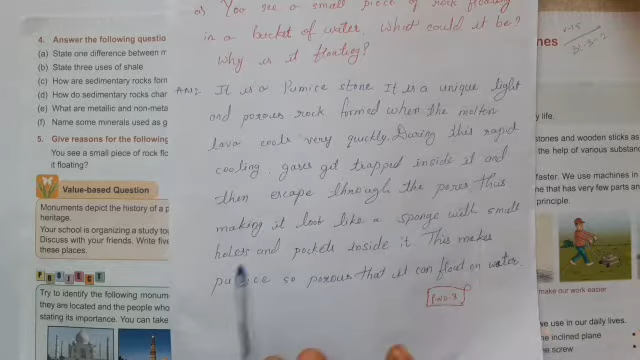 4. Answer the following questio
(a) State one difference between m
(b) State three uses of shale
(c) How are sedimentary rocks form
(d) How do sedimentary rocks char
(e) What are metallic and non-meta
(f) Name some minerals used as g
5. Give reasons for the following
You see a small piece of rock flo
it floating?
Value-based Question
Monuments depict the history of a p
heritage.
Your school is organizing a study tou
Discuss with your friends. Write five
these places.
PROJECT
Try to identify the following monum
they are located and the people who
stating its importance. You can take
a) You see a small piece of rock floating
in a bucket of water. What could it be?
Why is it floating?
Ans: It is a Pumice stone It is a unique light
and porous rock formed when the molten
lava cools very quickly. During this rapid
cooling, gases get trapped inside it and
then escape through the pores thus
making it look like a sponge with small
holes and pockets inside it This makes
pumice so porous that it can float on water.
nes
y life.
stones and wooden sticks as
the help of various substanc
faster. We use machines in
ne that has very few parts an
principle.
make our work easier
ve use in our daily lives.
he inclined plane
he screw